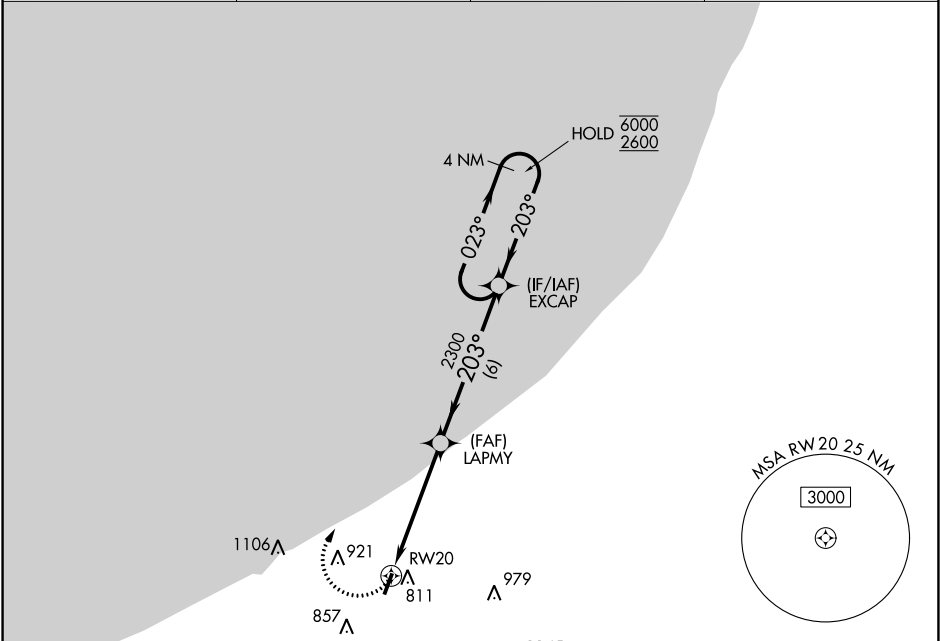 HOLD 6000
2600
4 NM
023°
203°
(IF/IAF)
EXCAP
2300
203°
(6)
(FAF)
LAPMY
MSA RW20 25 NM
3000
1106
921
RW20
811
979
857